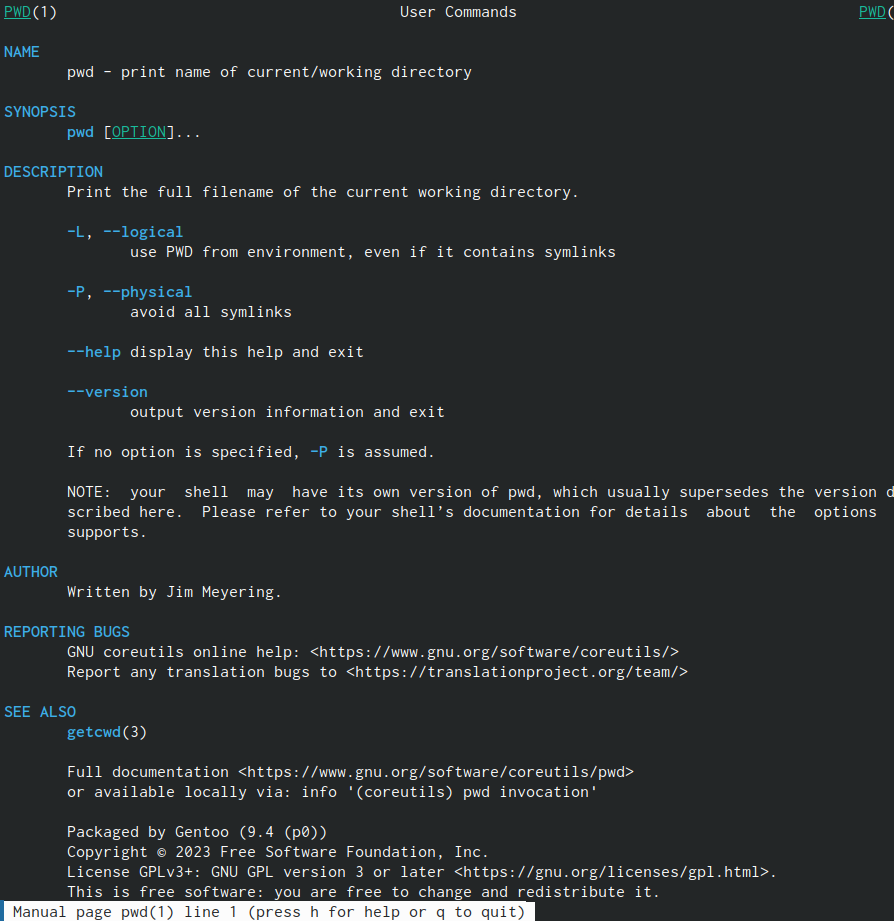 PWD(1) User Commands PWD(
NAME
pwd - print name of current/working directory
SYNOPSIS
pwd [OPTION]...
DESCRIPTION
Print the full filename of the current working directory.
-L, --logical
use PWD from environment, even if it contains symlinks
-P, --physical
avoid all symlinks
--help display this help and exit
--version
output version information and exit
If no option is specified, -P is assumed.
NOTE: your shell may have its own version of pwd, which usually supersedes the version d
scribed here. Please refer to your shell’s documentation for details about the options
supports.
AUTHOR
Written by Jim Meyering.
REPORTING BUGS
GNU coreutils online help: <https://www.gnu.org/software/coreutils/>
Report any translation bugs to <https://translationproject.org/team/>
SEE ALSO
getcwd(3)
Full documentation <https://www.gnu.org/software/coreutils/pwd>
or available locally via: info '(coreutils) pwd invocation'
Packaged by Gentoo (9.4 (p0))
Copyright © 2023 Free Software Foundation, Inc.
License GPLv3+: GNU GPL version 3 or later <https://gnu.org/licenses/gpl.html>.
This is free software: you are free to change and redistribute it.
Manual page pwd(1) line 1 (press h for help or q to quit)